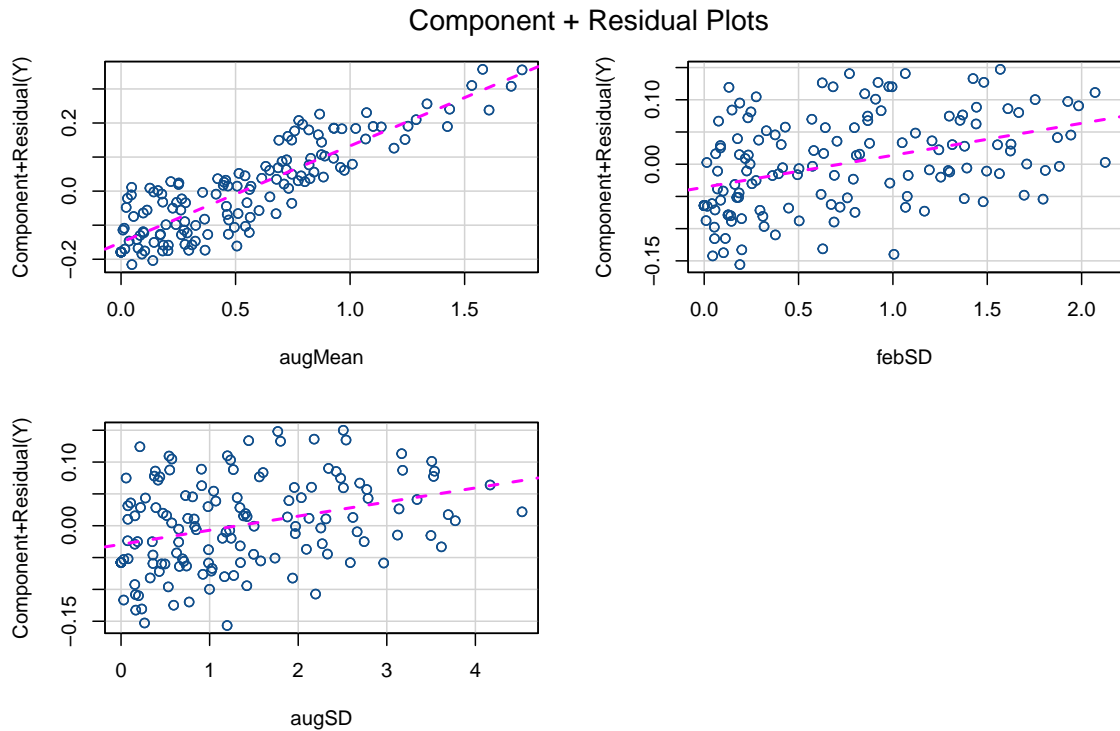 Component + Residual Plots
Component+Residual(Y)
0.2
0.0
−0.2
0.0 0.5 1.0 1.5
augMean
Component+Residual(Y)
0.10
0.00
−0.15
0.0 0.5 1.0 1.5 2.0
febSD
Component+Residual(Y)
0.10
0.00
−0.15
0 1 2 3 4
augSD